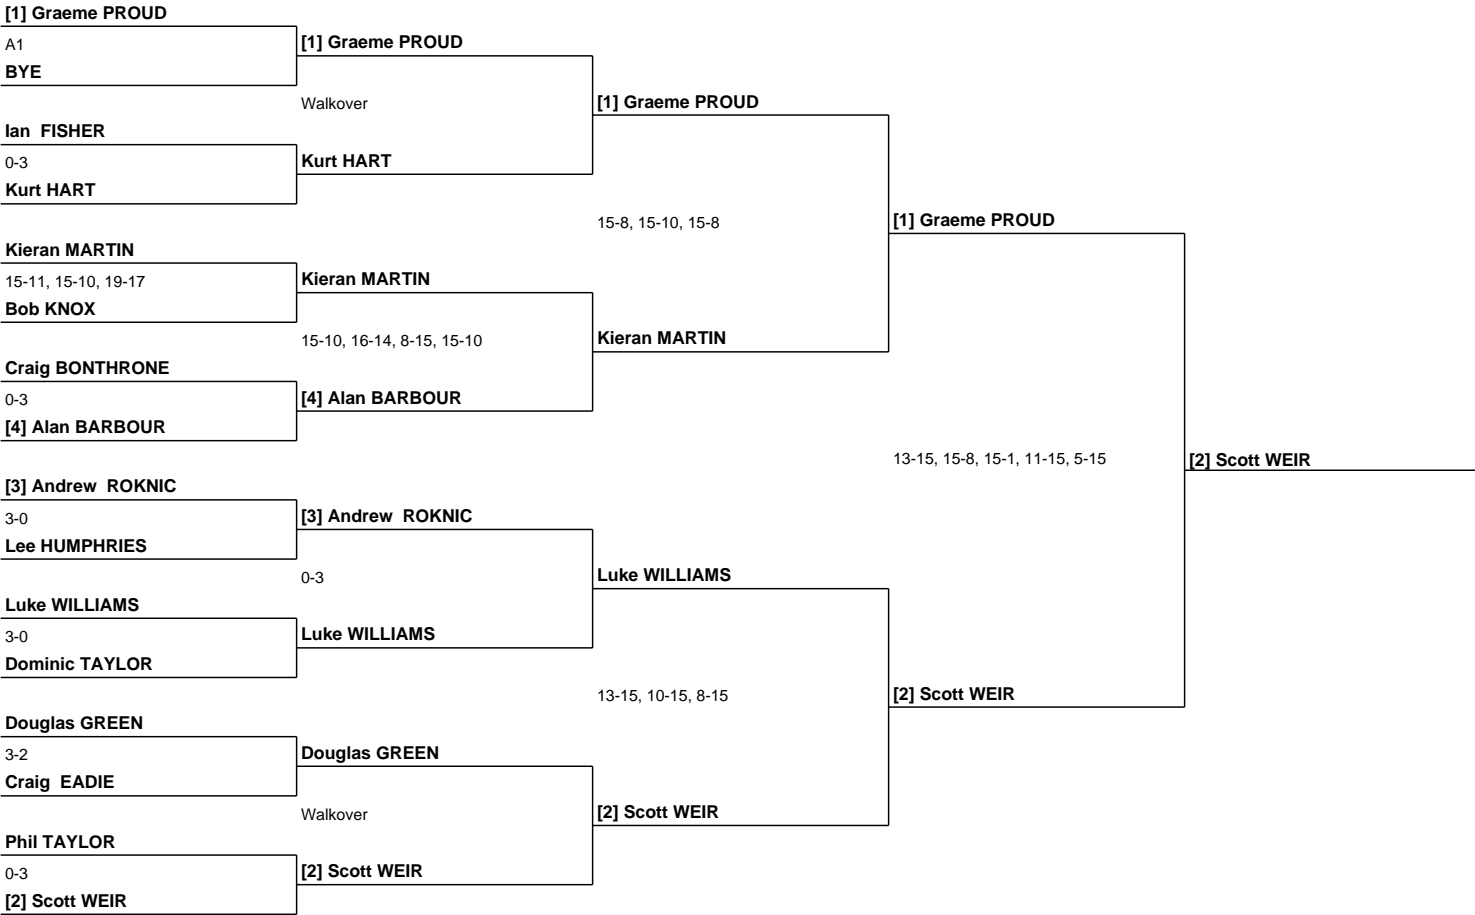 [1] Graeme PROUD
A1
BYE
Ian FISHER
0-3
Kurt HART
Kieran MARTIN
15-11, 15-10, 19-17
Bob KNOX
Craig BONTHRONE
0-3
[4] Alan BARBOUR
[3] Andrew ROKNIC
3-0
Lee HUMPHRIES
Luke WILLIAMS
3-0
Dominic TAYLOR
Douglas GREEN
3-2
Craig EADIE
Phil TAYLOR
0-3
[2] Scott WEIR
[1] Graeme PROUD
Walkover
Kurt HART
Kieran MARTIN
15-10, 16-14, 8-15, 15-10
[4] Alan BARBOUR
[3] Andrew ROKNIC
0-3
Luke WILLIAMS
Douglas GREEN
Walkover
[2] Scott WEIR
[1] Graeme PROUD
15-8, 15-10, 15-8
Kieran MARTIN
Luke WILLIAMS
13-15, 10-15, 8-15
[2] Scott WEIR
[1] Graeme PROUD
13-15, 15-8, 15-1, 11-15, 5-15
[2] Scott WEIR
[2] Scott WEIR